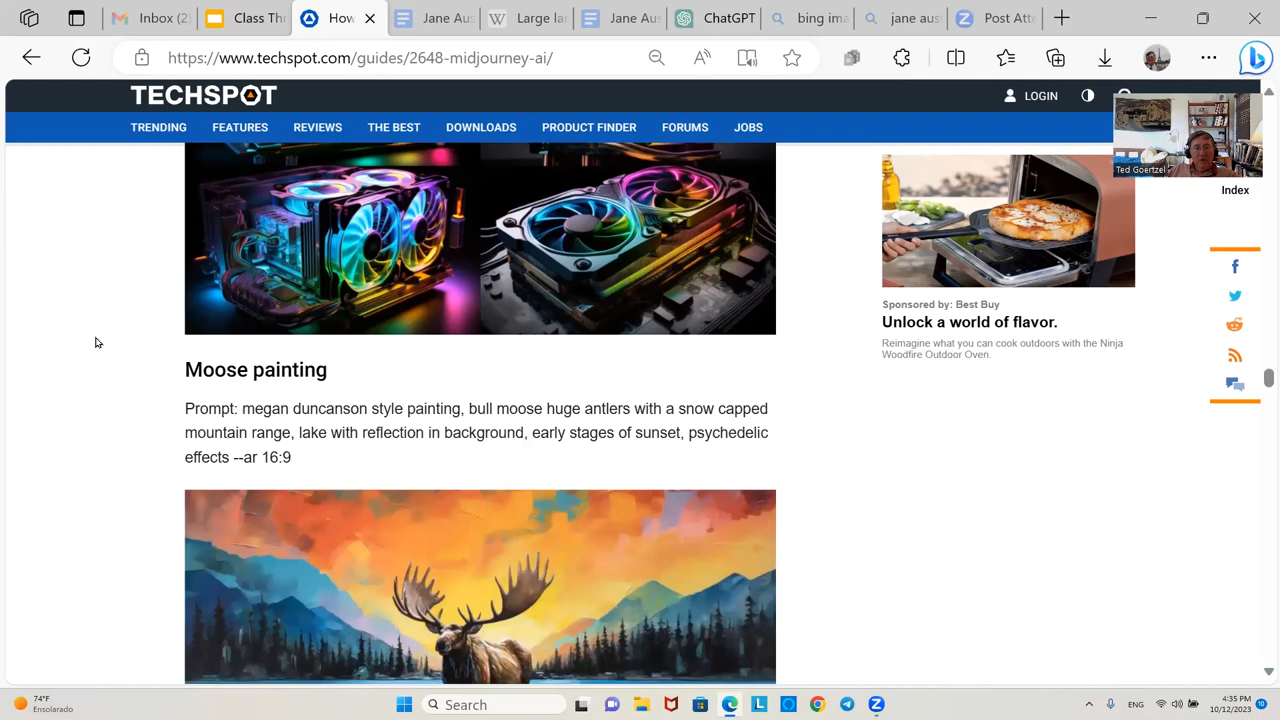 Inbox (2)
Class Thr
How
Jane Aus
Large la
Jane Aus
ChatGPT
bing ima
jane aust
Post Atte
https://www.techspot.com/guides/2648-midjourney-ai/
TECHSPOT
LOGIN
TRENDING FEATURES REVIEWS THE BEST DOWNLOADS PRODUCT FINDER FORUMS JOBS
Ted Goertzel
Index
Sponsored by: Best Buy
Unlock a world of flavor.
Reimagine what you can cook outdoors with the Ninja
Woodfire Outdoor Oven.
Moose painting
Prompt: megan duncanson style painting, bull moose huge antlers with a snow capped
mountain range, lake with reflection in background, early stages of sunset, psychedelic
effects --ar 16:9
74°F
Ensolarado
Search
ENG
4:35 PM
10/12/2023